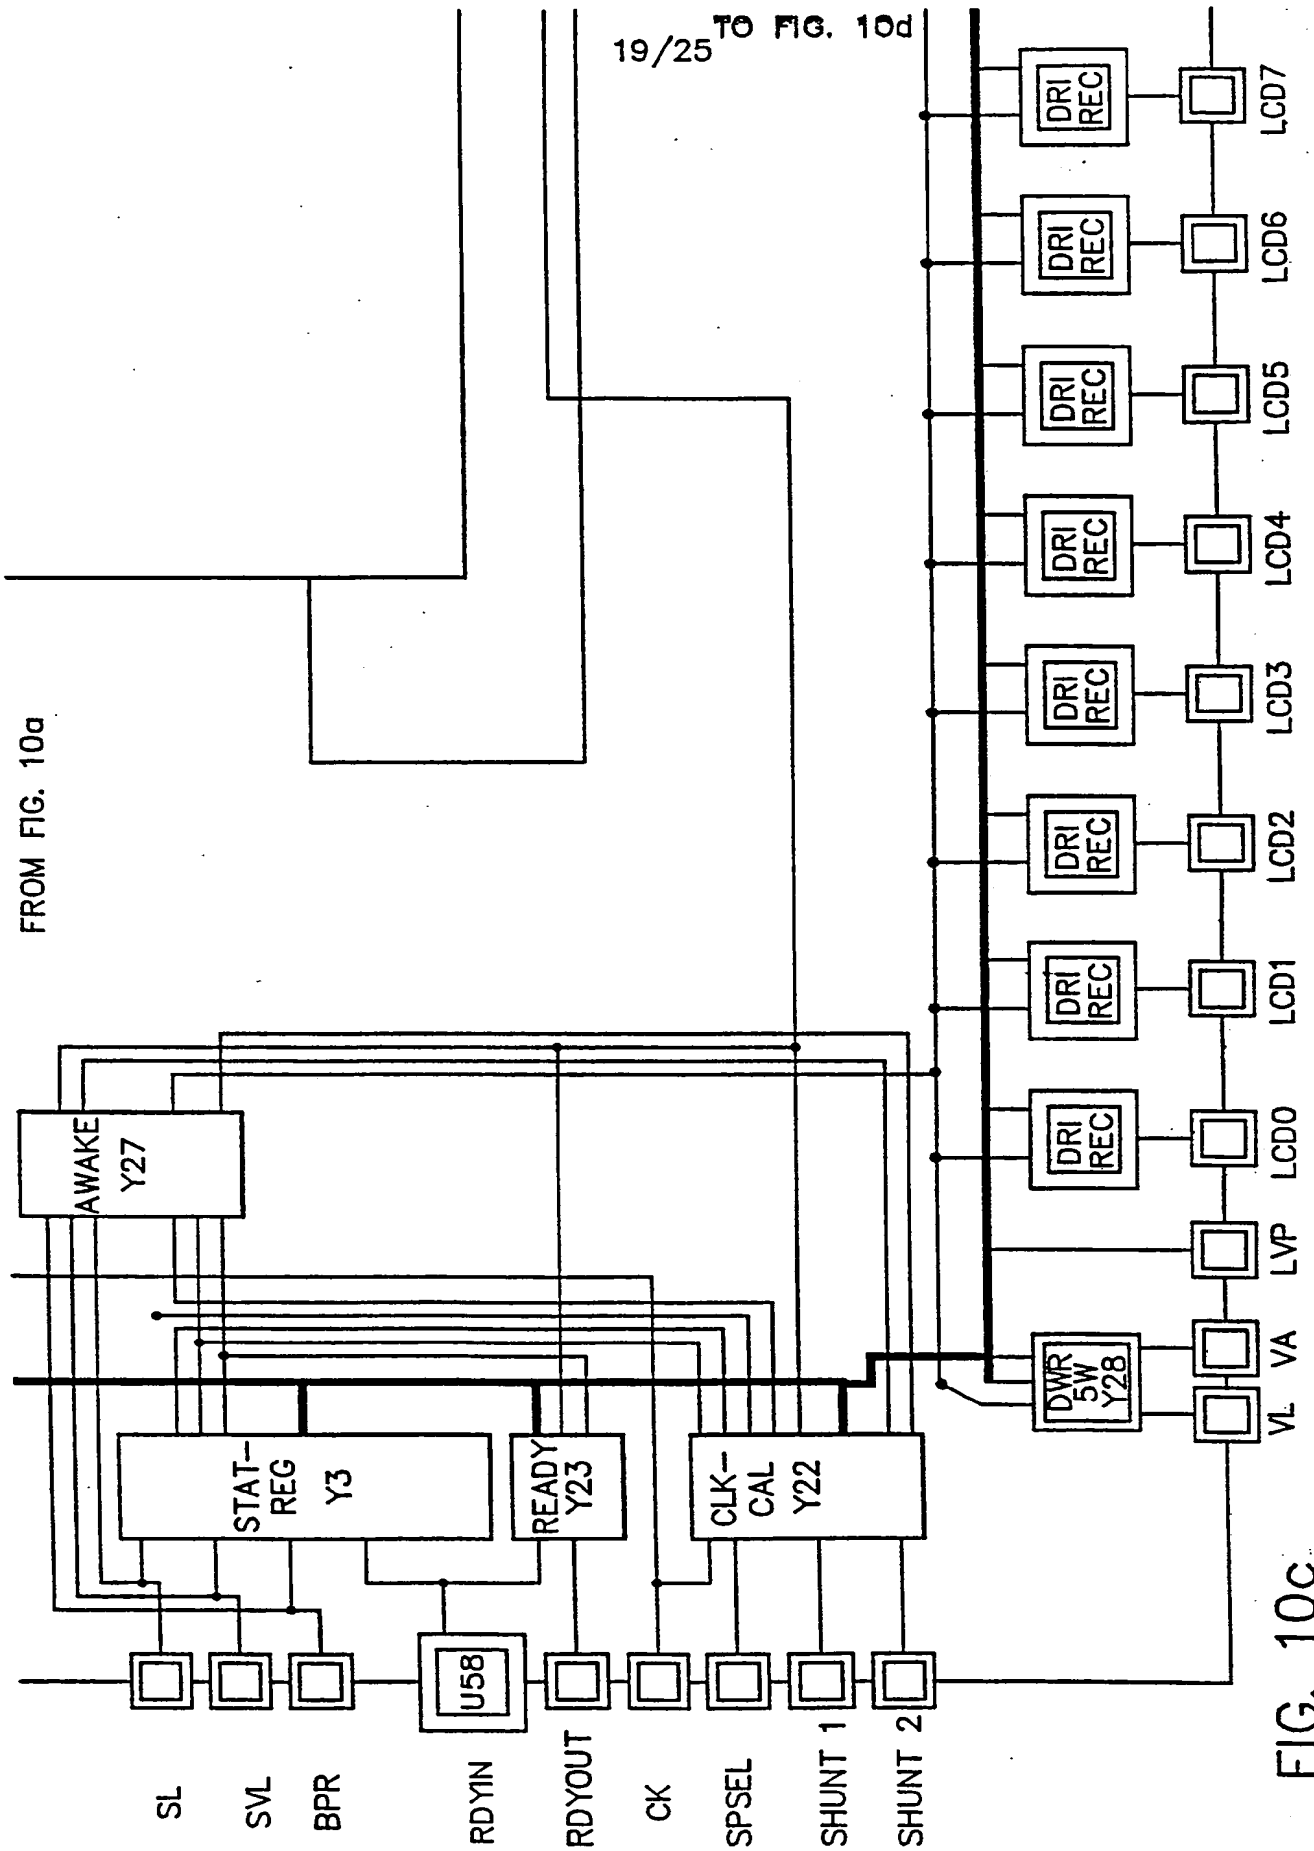 19/25
TO FIG. 10d
FROM FIG. 10a
AWAKE
Y27
STAT-
REG
Y3
READY
Y23
CLK-
CAL
Y22
SL
SVL
BPR
RDYIN
U58
RDYOUT
CK
SPSEL
SHUNT 1
SHUNT 2
DWR
5W
Y28
DRI
REC
DRI
REC
DRI
REC
DRI
REC
DRI
REC
DRI
REC
DRI
REC
DRI
REC
VL
VA
LVP
LCD0
LCD1
LCD2
LCD3
LCD4
LCD5
LCD6
LCD7
FIG. 10c